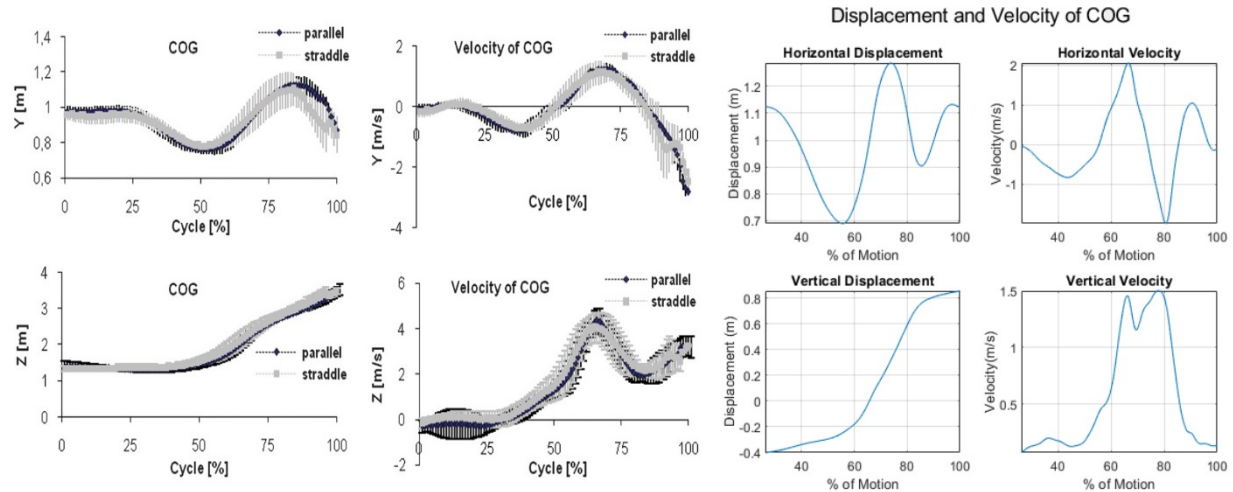 Displacement and Velocity of COG
COG
parallel
straddle
Y [m]
1,4
1,2
1
0,8
0,6
0 25 50 75 100
Cycle [%]
Velocity of COG
parallel
straddle
Y [m/s]
2
0
-2
-4
0 25 50 75 100
Cycle [%]
Horizontal Displacement
Displacement (m)
1.2
1.1
1
0.9
0.8
0.7
40 60 80 100
% of Motion
Horizontal Velocity
Velocity(m/s)
2
1
0
-1
40 60 80 100
% of Motion
COG
parallel
straddle
Z [m]
4
3
2
1
0
0 25 50 75 100
Cycle [%]
Velocity of COG
parallel
straddle
Z [m/s]
6
4
2
0
-2
0 25 50 75 100
Cycle [%]
Vertical Displacement
Displacement (m)
0.8
0.6
0.4
0.2
0
-0.2
-0.4
40 60 80 100
% of Motion
Vertical Velocity
Velocity(m/s)
1.5
1
0.5
40 60 80 100
% of Motion